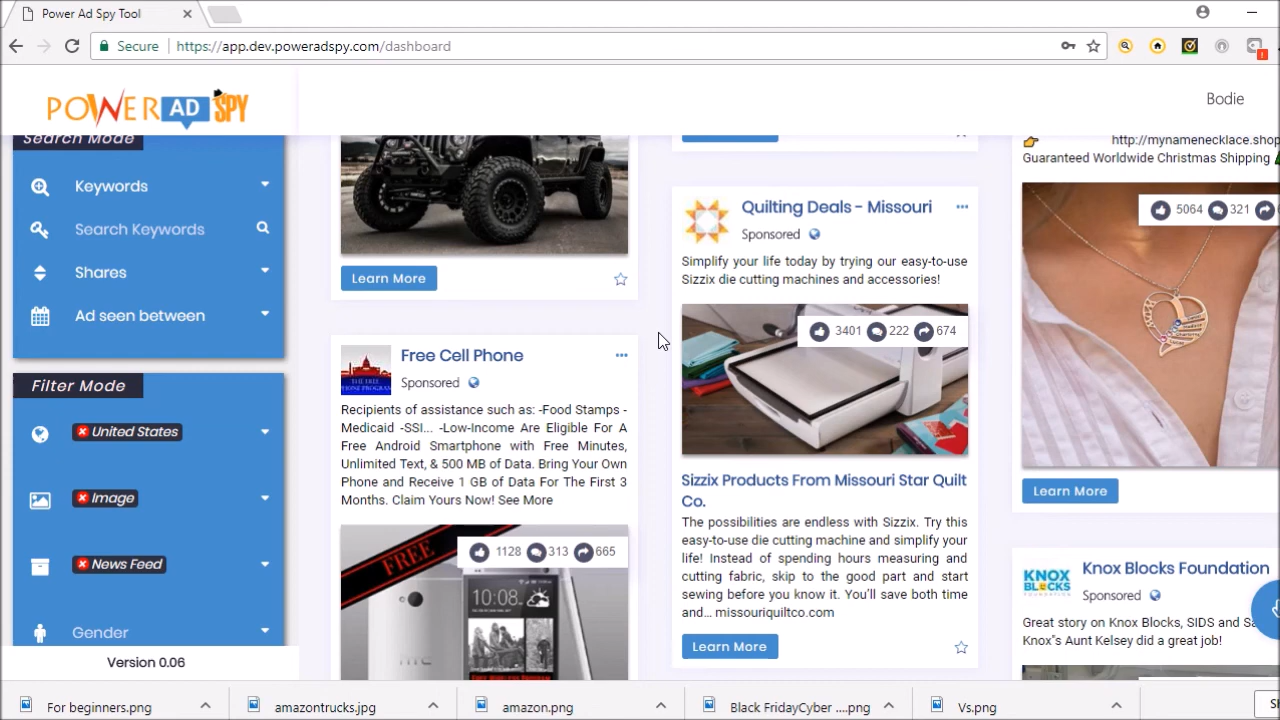 Power Ad Spy Tool
Secure
https://app.dev.poweradspy.com/dashboard
POWER AD SPY
Bodie
Search Mode
Keywords
Search Keywords
Shares
Ad seen between
Filter Mode
United States
Image
News Feed
Gender
Version 0.06
Learn More
Free Cell Phone
Sponsored
THE FREE
PHONE PROGRAM
Recipients of assistance such as: -Food Stamps -
Medicaid -SSI... -Low-Income Are Eligible For A
Free Android Smartphone with Free Minutes,
Unlimited Text, & 500 MB of Data. Bring Your Own
Phone and Receive 1 GB of Data For The First 3
Months. Claim Yours Now! See More
FREE
1128 313 665
10:08
Quilting Deals - Missouri
Sponsored
Simplify your life today by trying our easy-to-use
Sizzix die cutting machines and accessories!
3401 222 674
Sizzix Products From Missouri Star Quilt
Co.
The possibilities are endless with Sizzix. Try this
easy-to-use die cutting machine and simplify your
life! Instead of spending hours measuring and
cutting fabric, skip to the good part and start
sewing before you know it. You'll save both time
and... missouriquiltco.com
Learn More
http://mynamenecklace.shop
Guaranteed Worldwide Christmas Shipping
5064 321
Learn More
Knox Blocks Foundation
KNOX
BLOCKS
FOUNDATION
Sponsored
Great story on Knox Blocks, SIDS and
Knox"s Aunt Kelsey did a great job!
For beginners.png
amazontrucks.jpg
amazon.png
Black FridayCyber ....png
Vs.png